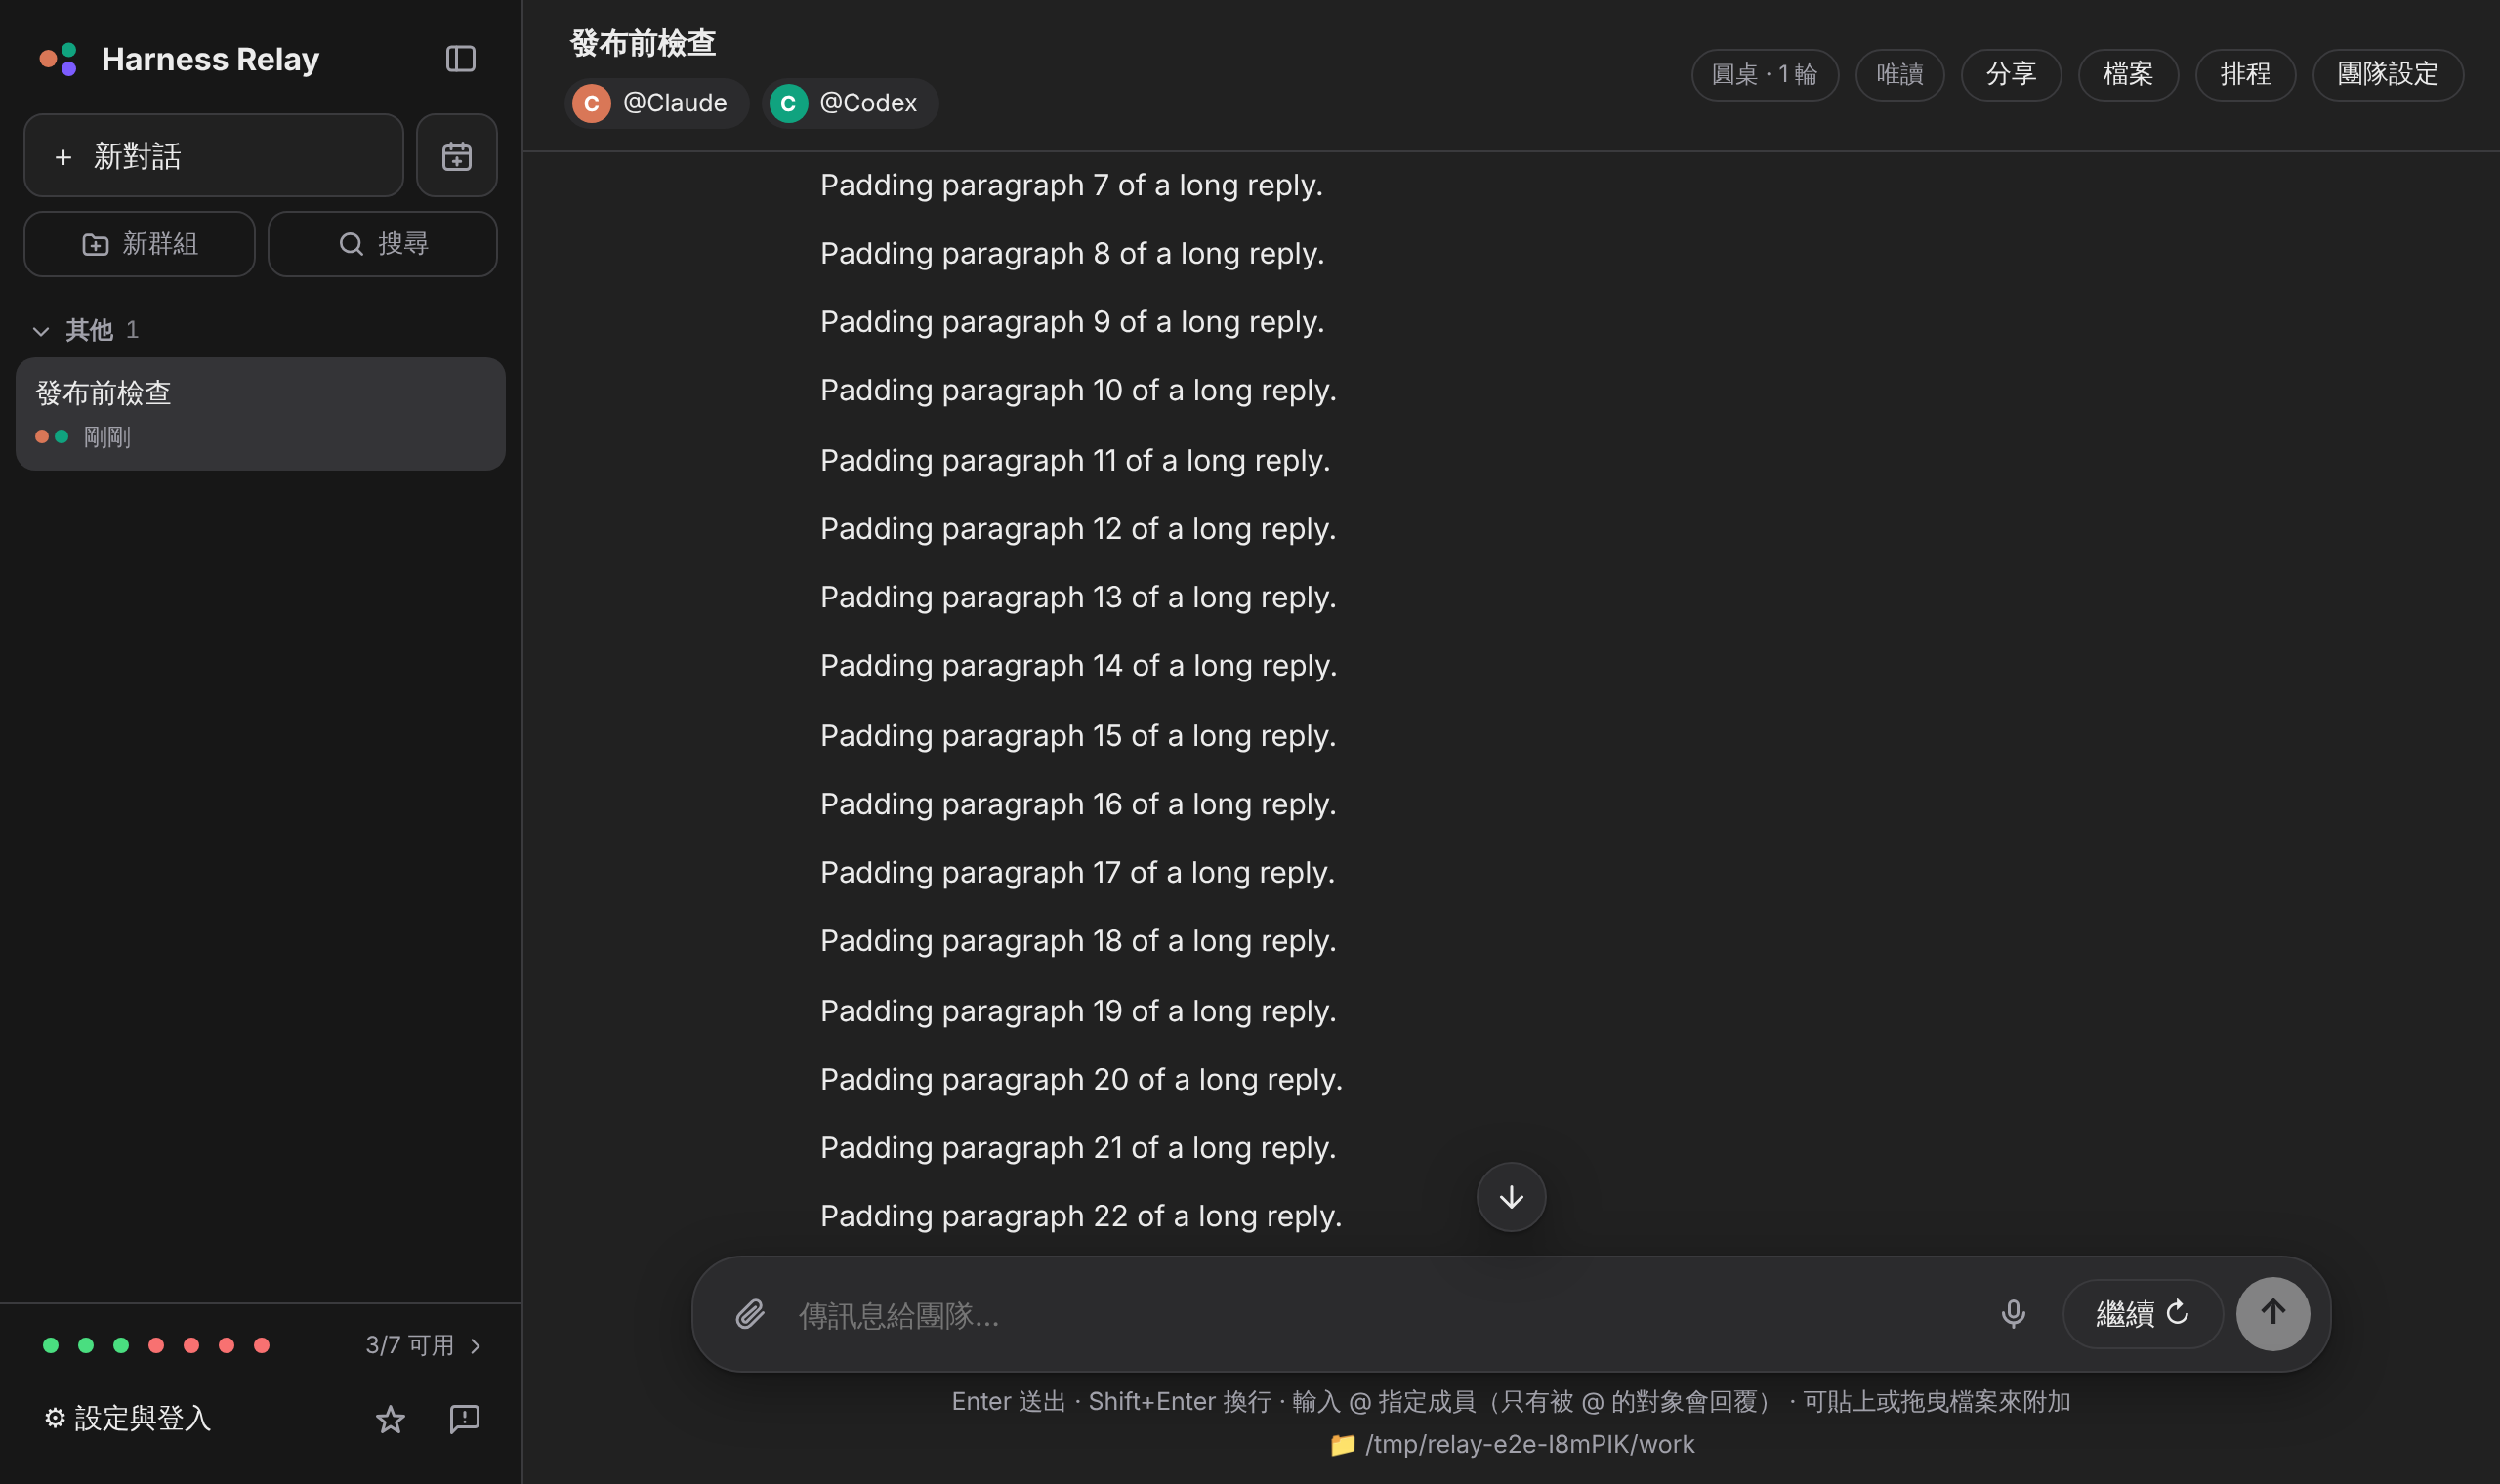 Harness Relay
+ 新對話
新群組
搜尋
其他 1
發布前檢查
剛剛
3/7 可用
設定與登入
發布前檢查
C @Claude
C @Codex
圓桌 · 1 輪
唯讀
分享
檔案
排程
團隊設定
Padding paragraph 7 of a long reply.
Padding paragraph 8 of a long reply.
Padding paragraph 9 of a long reply.
Padding paragraph 10 of a long reply.
Padding paragraph 11 of a long reply.
Padding paragraph 12 of a long reply.
Padding paragraph 13 of a long reply.
Padding paragraph 14 of a long reply.
Padding paragraph 15 of a long reply.
Padding paragraph 16 of a long reply.
Padding paragraph 17 of a long reply.
Padding paragraph 18 of a long reply.
Padding paragraph 19 of a long reply.
Padding paragraph 20 of a long reply.
Padding paragraph 21 of a long reply.
Padding paragraph 22 of a long reply.
傳訊息給團隊...
繼續
Enter 送出 · Shift+Enter 換行 · 輸入 @ 指定成員（只有被 @ 的對象會回覆） · 可貼上或拖曳檔案來附加
/tmp/relay-e2e-I8mPIK/work